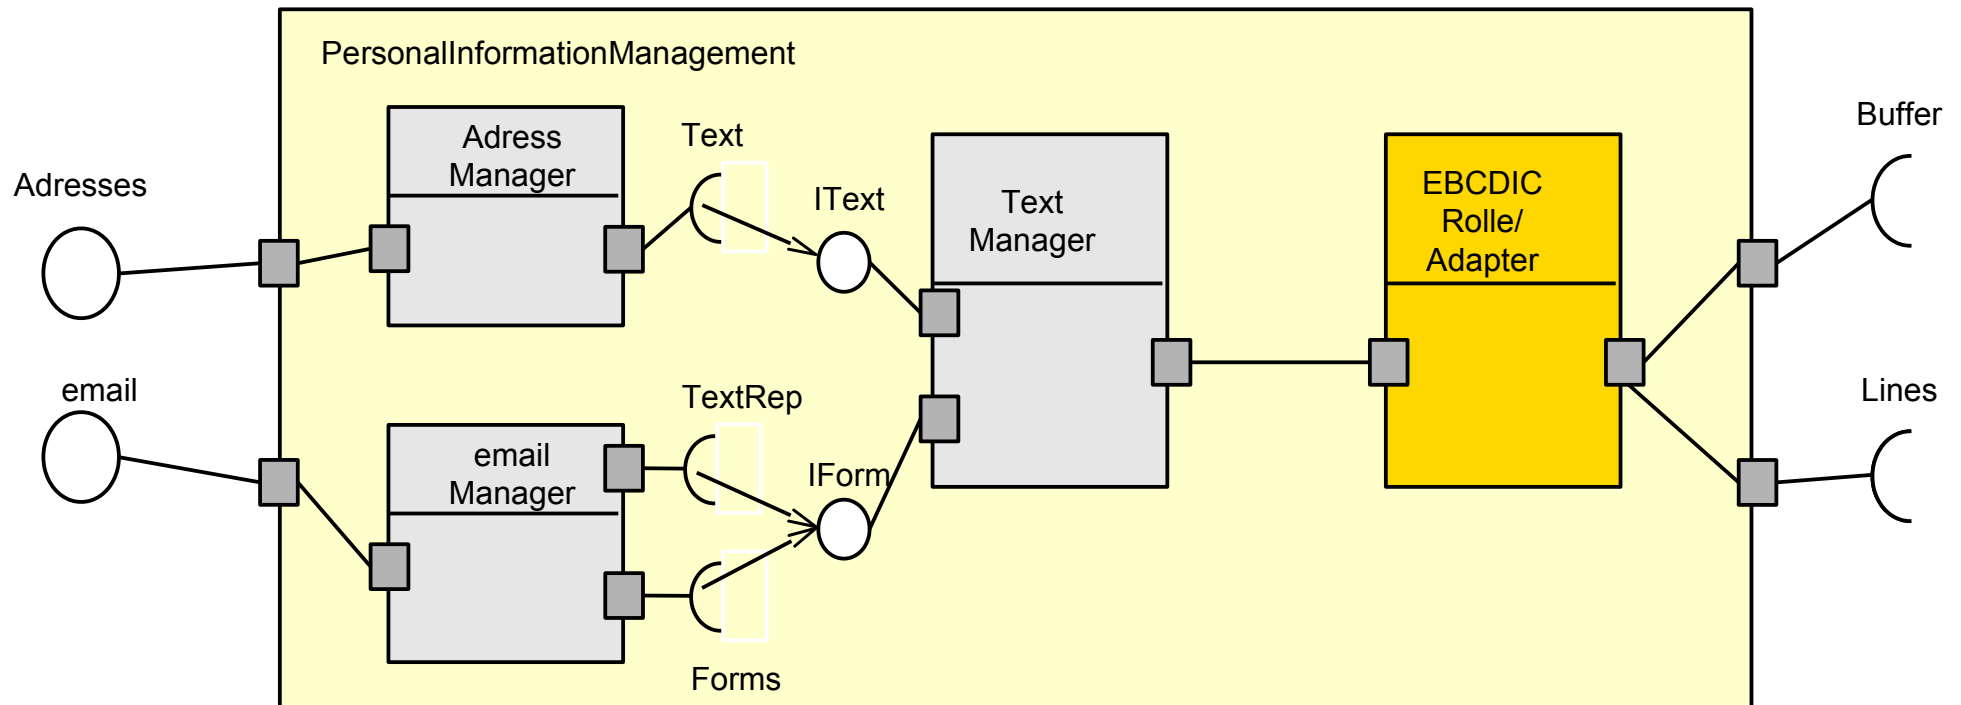 PersonalInformationManagement
Adresses
Adress
Manager
Text
IText
Text
Manager
EBCDIC
Rolle/
Adapter
Buffer
email
email
Manager
TextRep
IForm
Forms
Lines